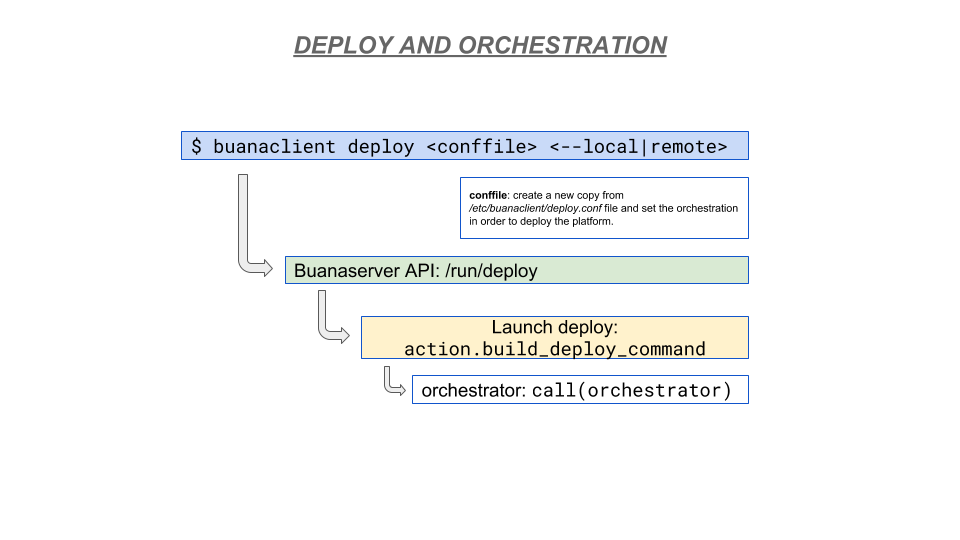 DEPLOY AND ORCHESTRATION
$ buanaclient deploy <conffile> <--local|remote>
conffile: create a new copy from
/etc/buanaclient/deploy.conf file and set the orchestration
in order to deploy the platform.
Buanaserver API: /run/deploy
Launch deploy:
action.build_deploy_command
orchestrator: call(orchestrator)